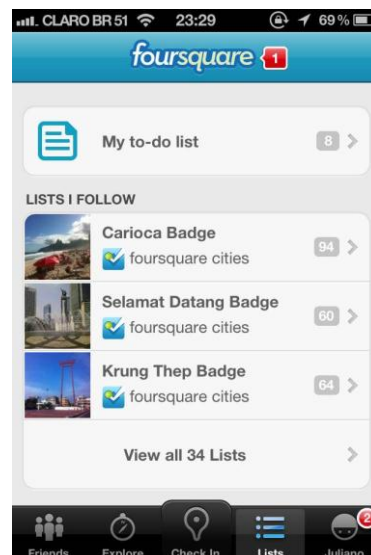 CLARO BR 51 23:29 69%
foursquare 1
My to-do list 8
LISTS I FOLLOW
Carioca Badge
foursquare cities 94
Selamat Datang Badge
foursquare cities 60
Krung Thep Badge
foursquare cities 64
View all 34 Lists
2
Friends Explore Check In Lists Juliano